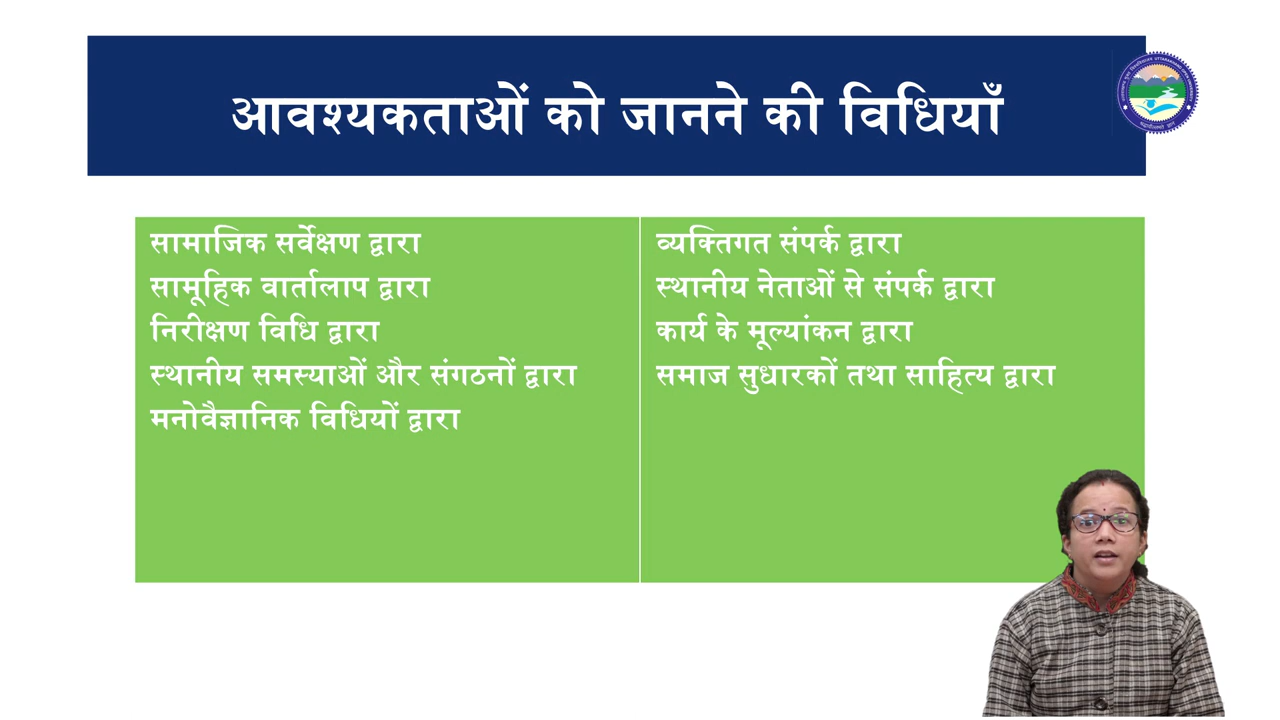 आवश्यकताओं को जानने की विधियाँ
सामाजिक सर्वेक्षण द्वारा
सामूहिक वार्तालाप द्वारा
निरीक्षण विधि द्वारा
स्थानीय समस्याओं और संगठनों द्वारा
मनोवैज्ञानिक विधियों द्वारा
व्यक्तिगत संपर्क द्वारा
स्थानीय नेताओं से संपर्क द्वारा
कार्य के मूल्यांकन द्वारा
समाज सुधारकों तथा साहित्य द्वारा